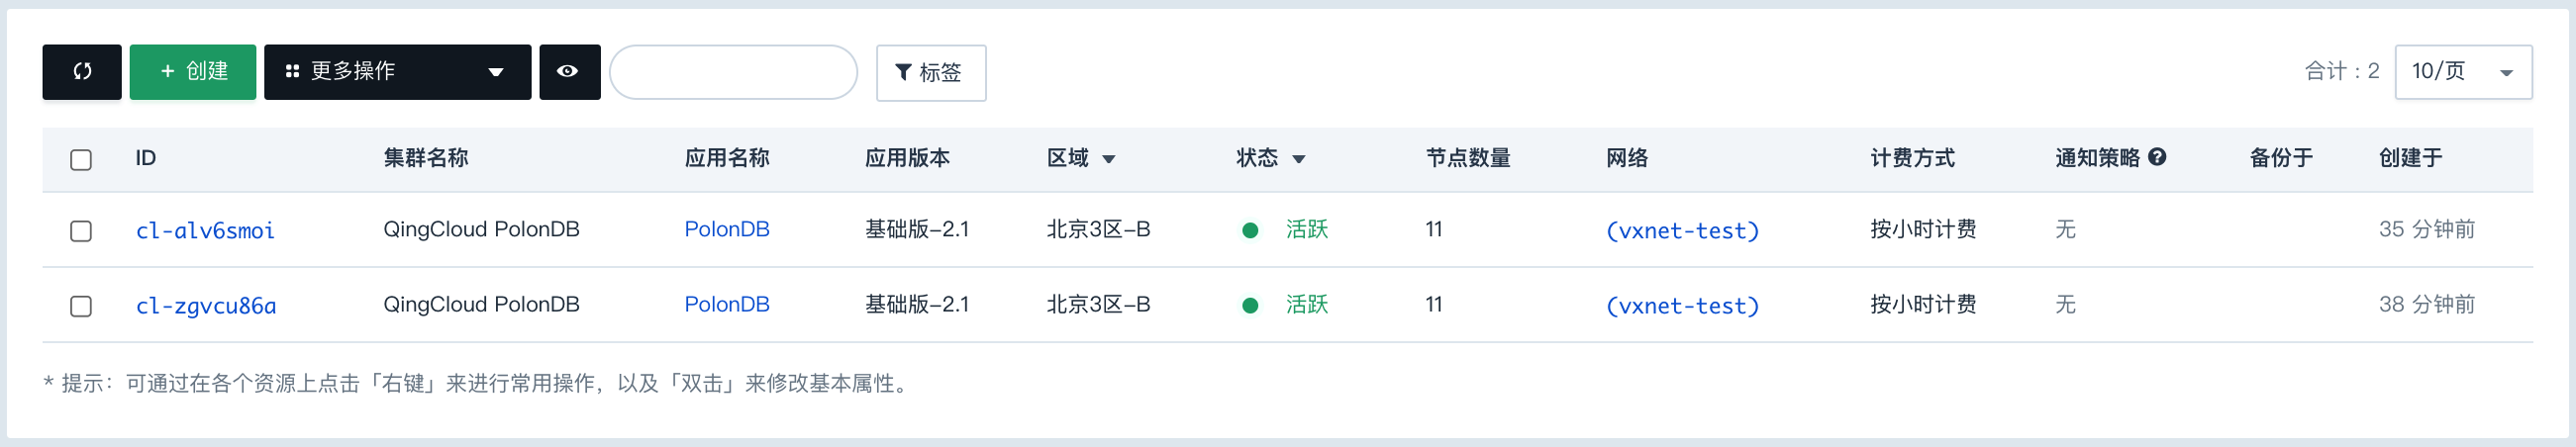 + 创建 更多操作 标签 合计：2 10/页
ID 集群名称 应用名称 应用版本 区域 状态 节点数量 网络 计费方式 通知策略 备份于 创建于
cl-alv6smoi QingCloud PolonDB PolonDB 基础版-2.1 北京3区-B 活跃 11 (vxnet-test) 按小时计费 无 35 分钟前
cl-zgvcu86a QingCloud PolonDB PolonDB 基础版-2.1 北京3区-B 活跃 11 (vxnet-test) 按小时计费 无 38 分钟前
* 提示：可通过在各个资源上点击「右键」来进行常用操作，以及「双击」来修改基本属性。